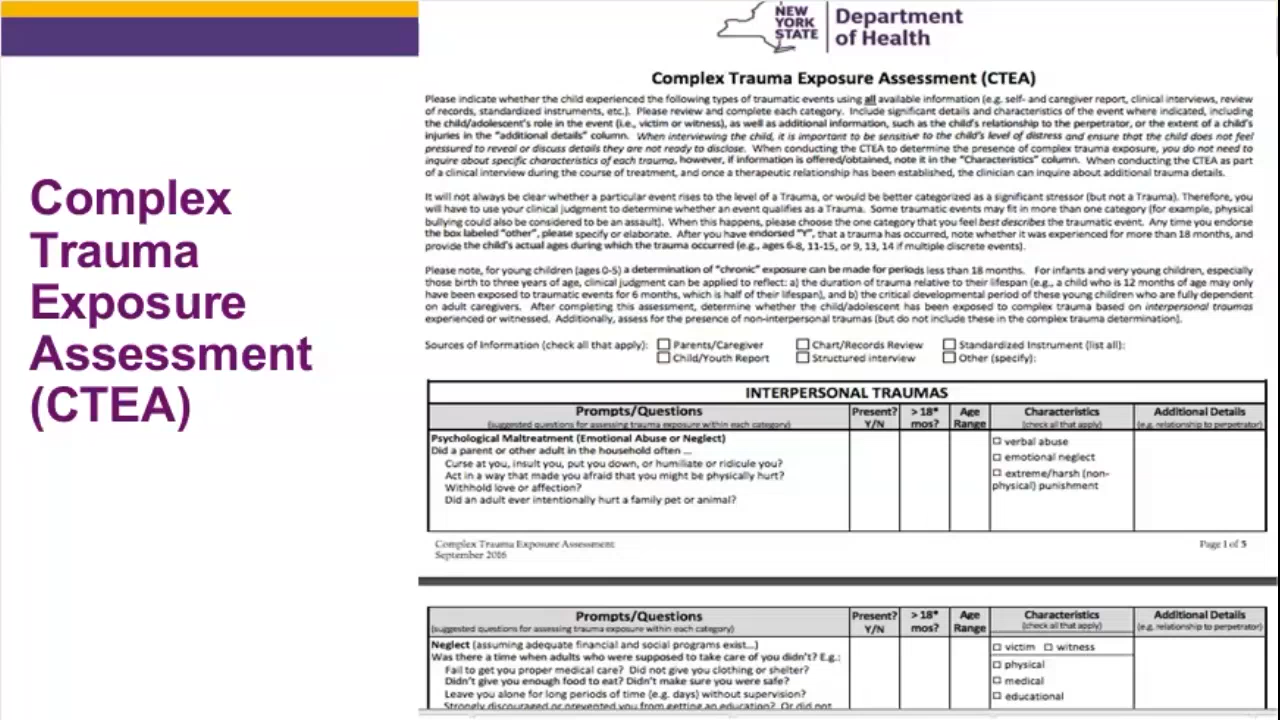 Complex
Trauma
Exposure
Assessment
(CTEA)
NEW
YORK
STATE
Department
of Health
Complex Trauma Exposure Assessment (CTEA)
Please indicate whether the child experienced the following types of traumatic events using all available information (e.g. self- and caregiver report, clinical interviews, review
of records, standardized instruments, etc.). Please review and complete each category. Include significant details and characteristics of the event where indicated, including
the child/adolescent's role in the event (i.e., victim or witness), as well as additional information, such as the child's relationship to the perpetrator, or the extent of a child's
injuries in the "additional details" column. When interviewing the child, it is important to be sensitive to the child's level of distress and ensure that the child does not feel
pressured to reveal or discuss details they are not ready to disclose. When conducting the CTEA to determine the presence of complex trauma exposure, you do not need to
inquire about specific characteristics of each trauma, however, if information is offered/obtained, note it in the "Characteristics" column. When conducting the CTEA as part
of a clinical interview during the course of treatment, and once a therapeutic relationship has been established, the clinician can inquire about additional trauma details.
It will not always be clear whether a particular event rises to the level of a Trauma, or would be better categorized as a significant stressor (but not a Trauma). Therefore, you
will have to use your clinical judgment to determine whether an event qualifies as a Trauma. Some traumatic events may fit in more than one category (for example, physical
bullying could also be considered to be an assault). When this happens, please choose the one category that you feel best describes the traumatic event. Any time you endorse
the box labeled "other", please specify or elaborate. After you have endorsed "Y", that a trauma has occurred, note whether it was experienced for more than 18 months, and
provide the child's actual ages during which the trauma occurred (e.g., ages 6-8, 11-15, or 9, 13, 14 if multiple discrete events).
Please note, for young children (ages 0-5) a determination of "chronic" exposure can be made for periods less than 18 months. For infants and very young children, especially
those birth to three years of age, clinical judgment can be applied to reflect: a) the duration of trauma relative to their lifespan (e.g., a child who is 12 months of age may only
have been exposed to traumatic events for 6 months, which is half of their lifespan), and b) the critical developmental period of these young children who are fully dependent
on adult caregivers. After completing this assessment, determine whether the child/adolescent has been exposed to complex trauma based on interpersonal traumas
experienced or witnessed. Additionally, assess for the presence of non-interpersonal traumas (but do not include these in the complex trauma determination).
Sources of Information (check all that apply): ☐ Parents/Caregiver ☐ Chart/Records Review ☐ Standardized Instrument (list all):
☐ Child/Youth Report ☐ Structured interview ☐ Other (specify):
INTERPERSONAL TRAUMAS
Prompts/Questions Present? > 18* Age Characteristics Additional Details
(suggested questions for assessing trauma exposure within each category) Y/N mos? Range (check all that apply) (e.g. relationship to perpetrator)
Psychological Maltreatment (Emotional Abuse or Neglect) ☐ verbal abuse
Did a parent or other adult in the household often ...
Curse at you, insult you, put you down, or humiliate or ridicule you? ☐ emotional neglect
Act in a way that made you afraid that you might be physically hurt? ☐ extreme/harsh (non-
Withhold love or affection? physical) punishment
Did an adult ever intentionally hurt a family pet or animal?
Complex Trauma Exposure Assessment Page 1 of 5
September 2016
Prompts/Questions Present? > 18* Age Characteristics Additional Details
(suggested questions for assessing trauma exposure within each category) Y/N mos? Range (check all that apply) (e.g. relationship to perpetrator)
Neglect (assuming adequate financial and social programs exist...) ☐ victim ☐ witness
Was there a time when adults who were supposed to take care of you didn't? E.g.:
Fail to get you proper medical care? Did not give you clothing or shelter? ☐ physical
Didn't give you enough food to eat? Didn't make sure you were safe? ☐ medical
Leave you alone for long periods of time (e.g. days) without supervision? ☐ educational
Strongly discouraged or prevented you from getting an education? Or did not